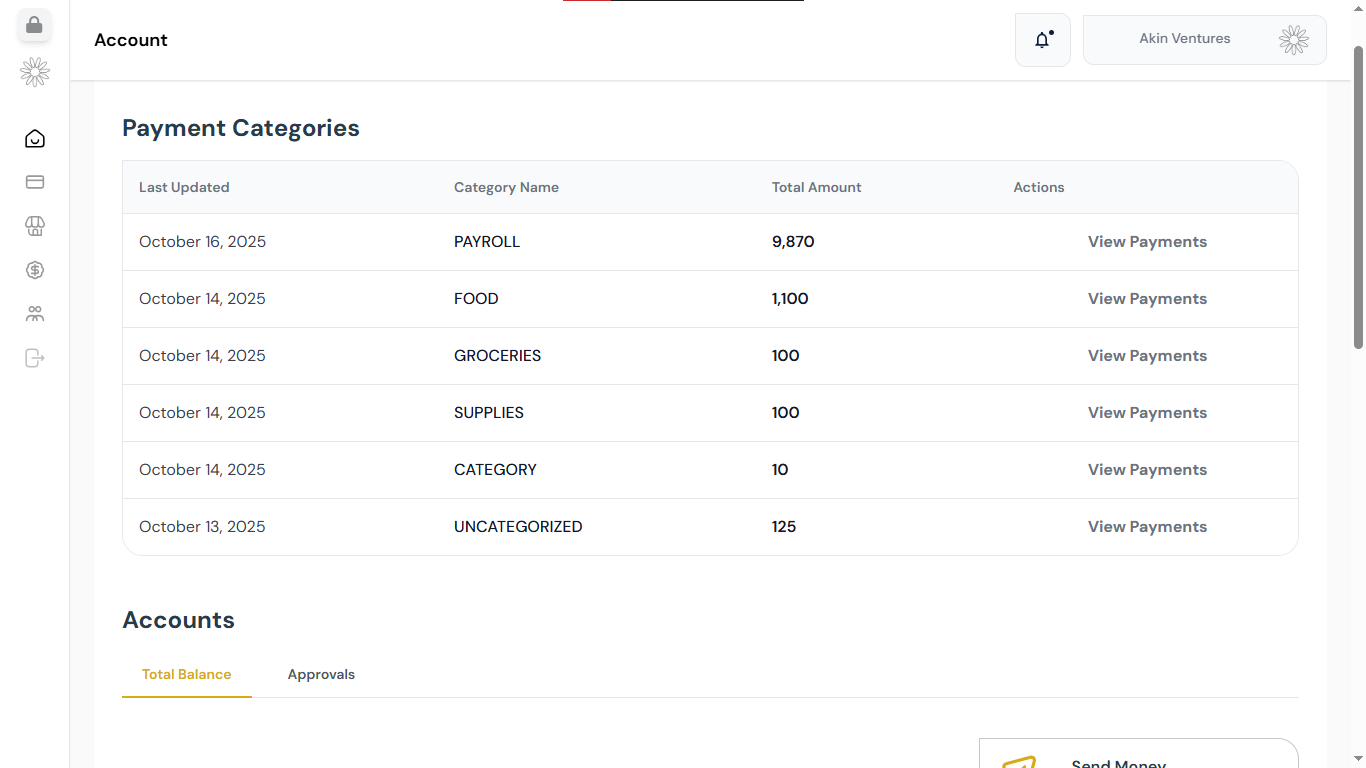 Account
Akin Ventures
Payment Categories
Last Updated Category Name Total Amount Actions
October 16, 2025 PAYROLL 9,870 View Payments
October 14, 2025 FOOD 1,100 View Payments
October 14, 2025 GROCERIES 100 View Payments
October 14, 2025 SUPPLIES 100 View Payments
October 14, 2025 CATEGORY 10 View Payments
October 13, 2025 UNCATEGORIZED 125 View Payments
Accounts
Total Balance Approvals
Send Money